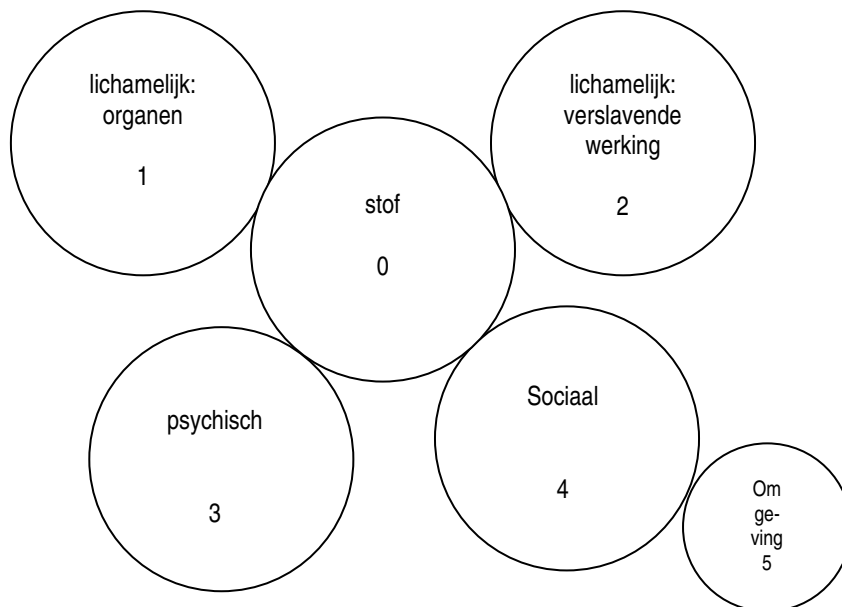 lichamelijk:
organen
1
lichamelijk:
verslavende
werking
2
stof
0
psychisch
3
Sociaal
4
Om
ge-
ving
5